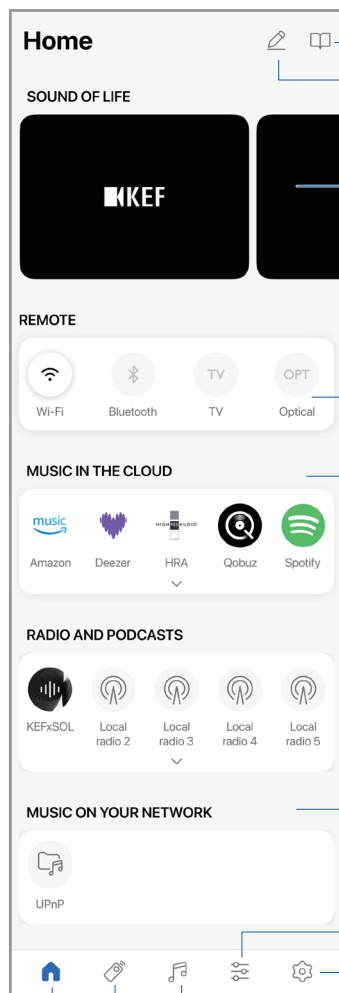 Home
SOUND OF LIFE
KEF
REMOTE
TV
OPT
Wi-Fi
Bluetooth
TV
Optical
MUSIC IN THE CLOUD
music
HIGHRESAUDIO
Amazon
Deezer
HRA
Qobuz
Spotify
RADIO AND PODCASTS
KEFxSOL
Local
radio 2
Local
radio 3
Local
radio 4
Local
radio 5
MUSIC ON YOUR NETWORK
UPnP